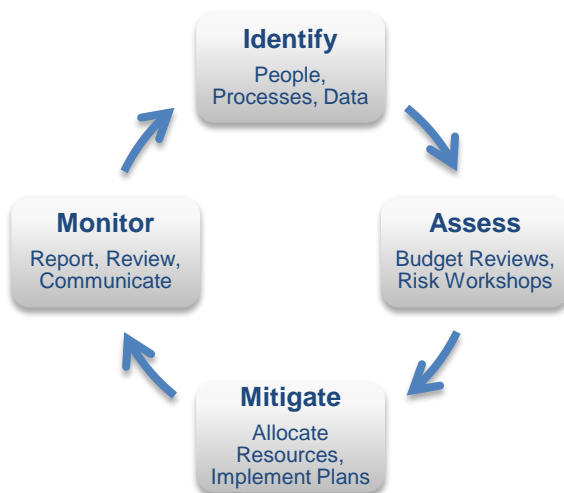 Identify
People,
Processes, Data
Monitor
Report, Review,
Communicate
Assess
Budget Reviews,
Risk Workshops
Mitigate
Allocate
Resources,
Implement Plans